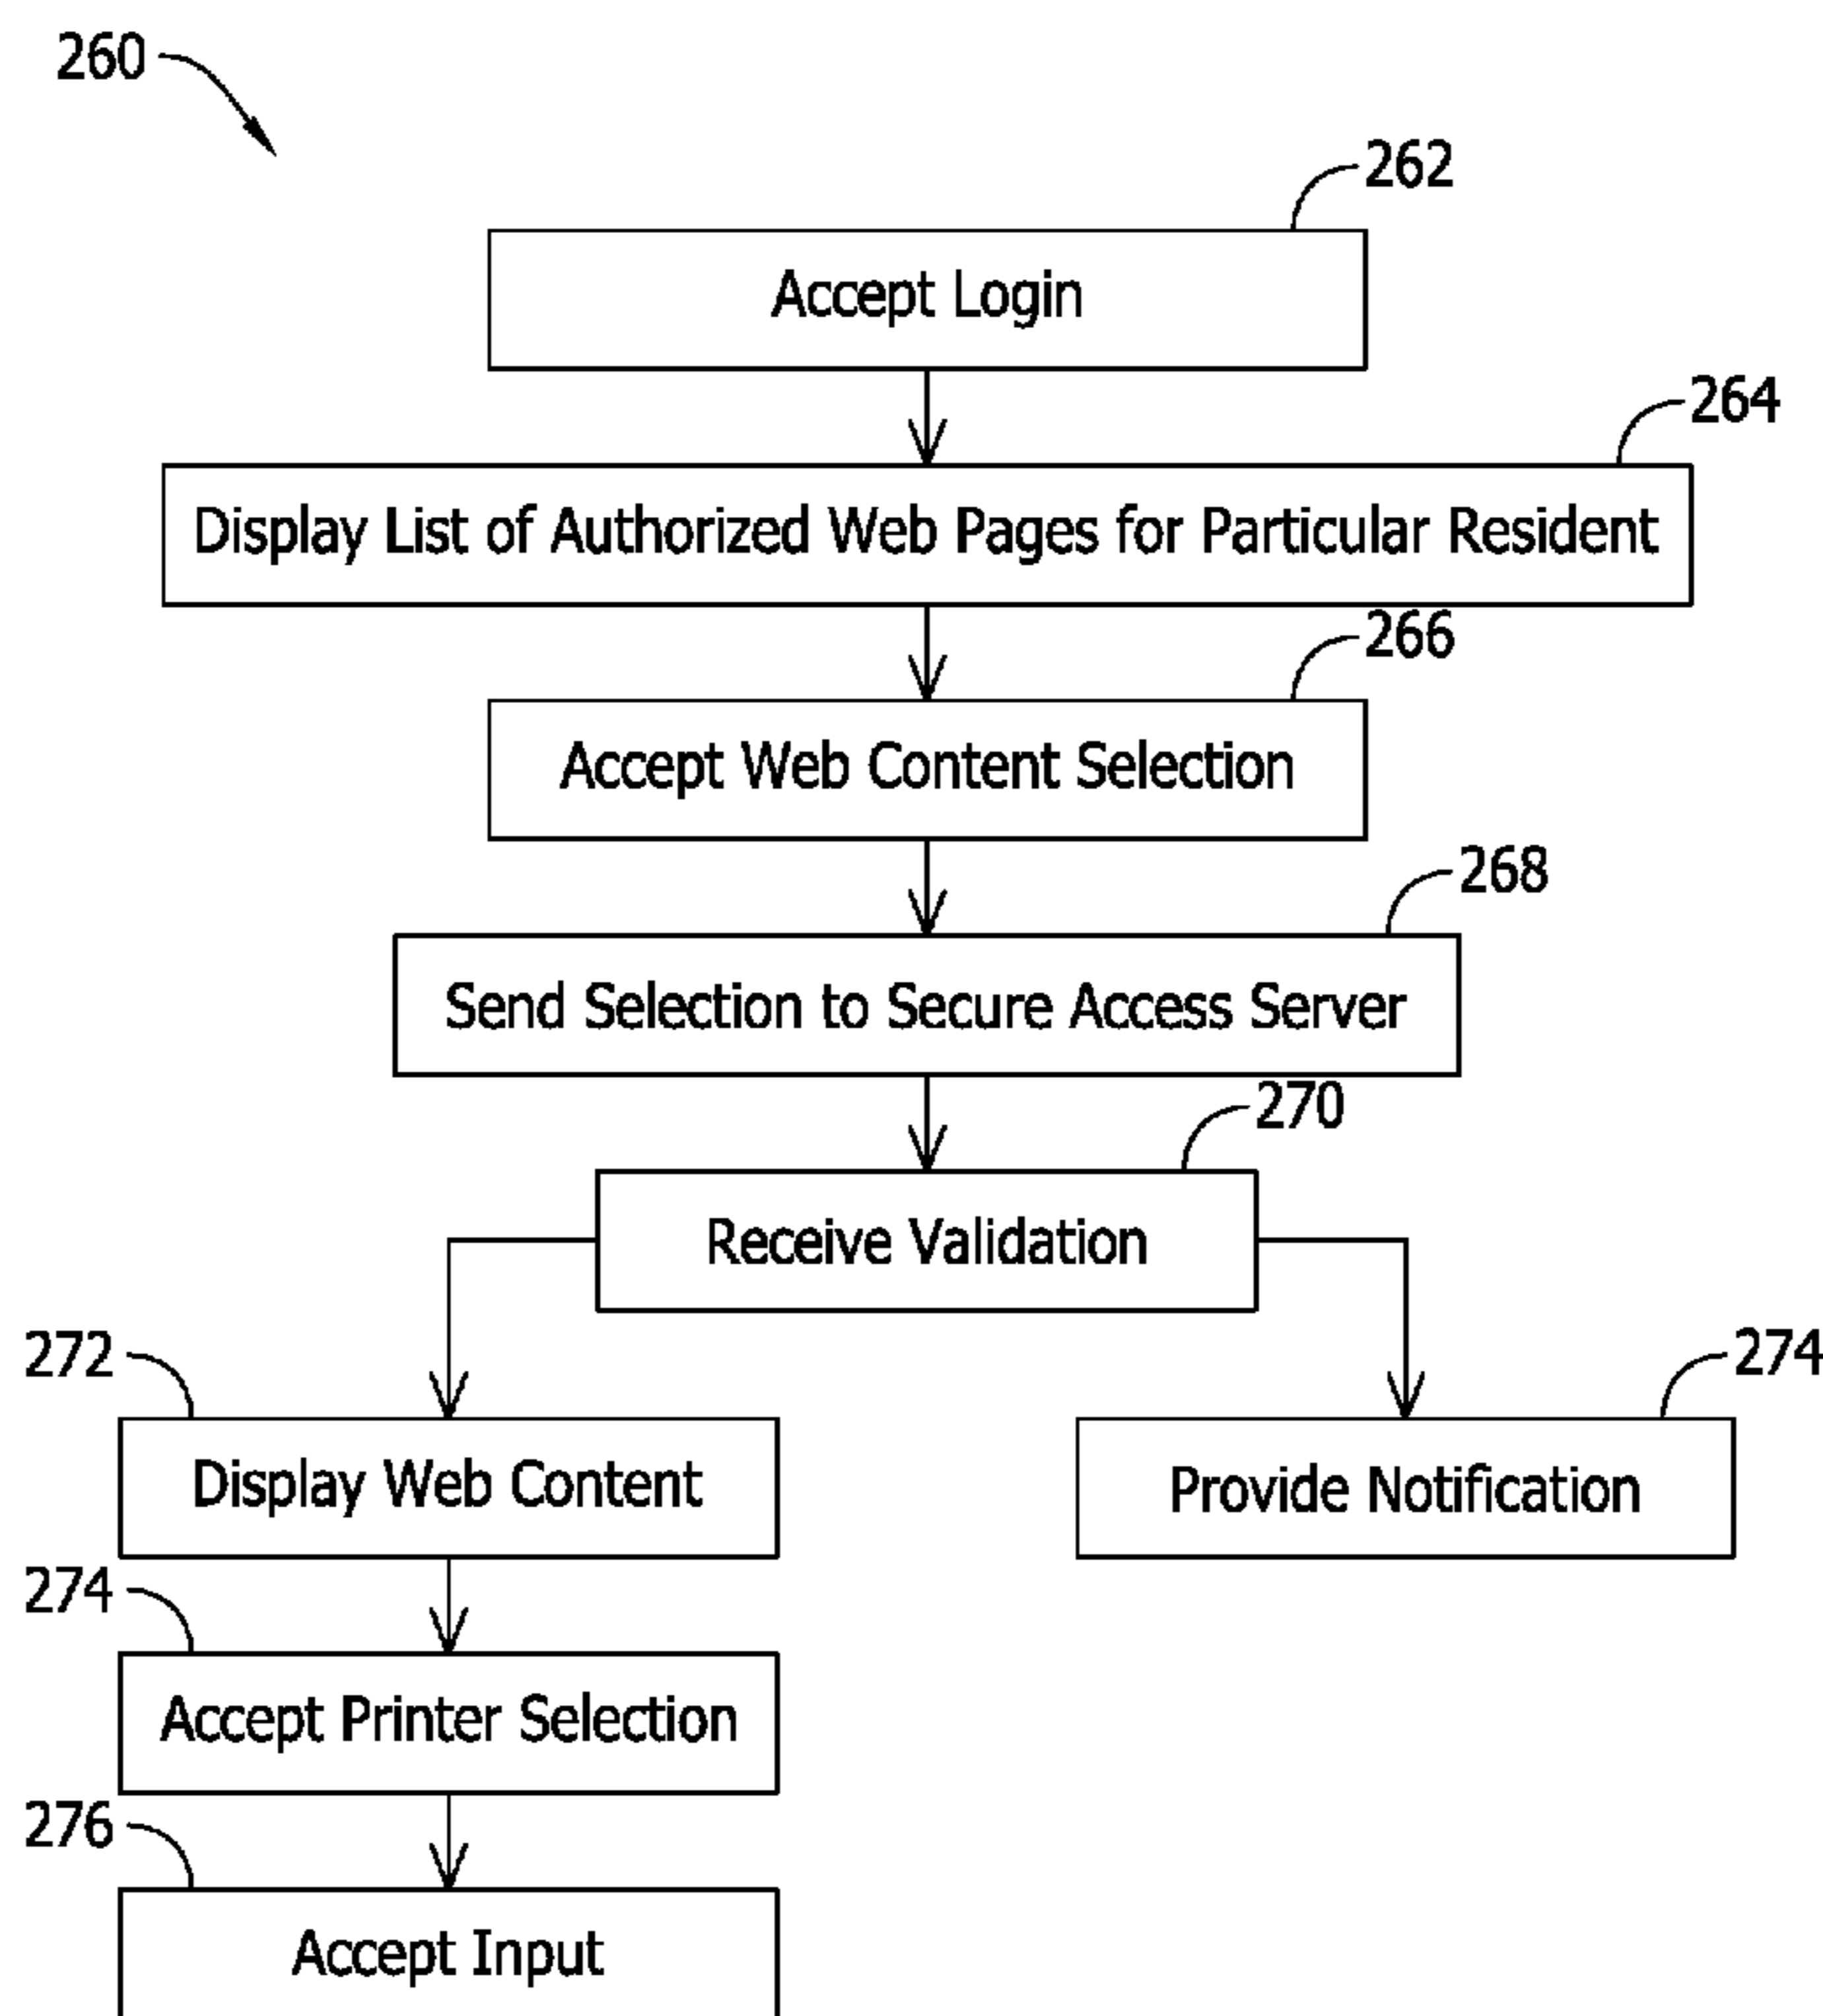 260
262
Accept Login
264
Display List of Authorized Web Pages for Particular Resident
266
Accept Web Content Selection
268
Send Selection to Secure Access Server
270
Receive Validation
272
274
Display Web Content
Provide Notification
274
Accept Printer Selection
276
Accept Input